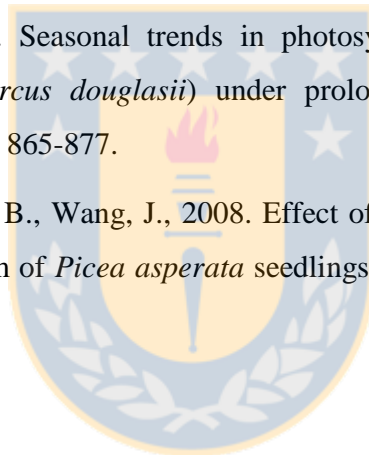 . Seasonal trends in photosy
rcus douglasii) under prolo
865-877.
B., Wang, J., 2008. Effect of
n of Picea asperata seedlings